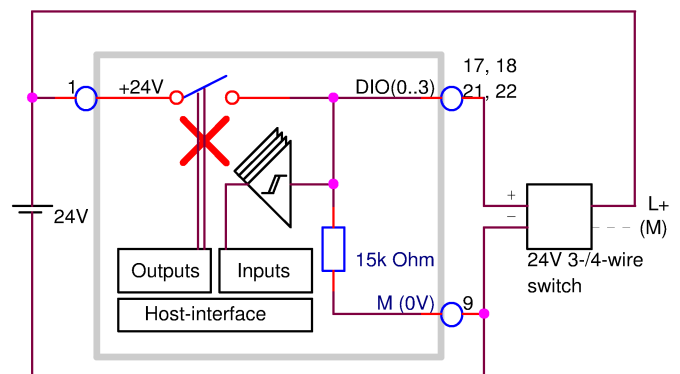 17, 18
1
+24V
DIO(0..3)
21, 22
+
−
L+
24V
(M)
Outputs
Inputs
15k Ohm
24V 3-/4-wire
switch
M (0V)
9
Host-interface